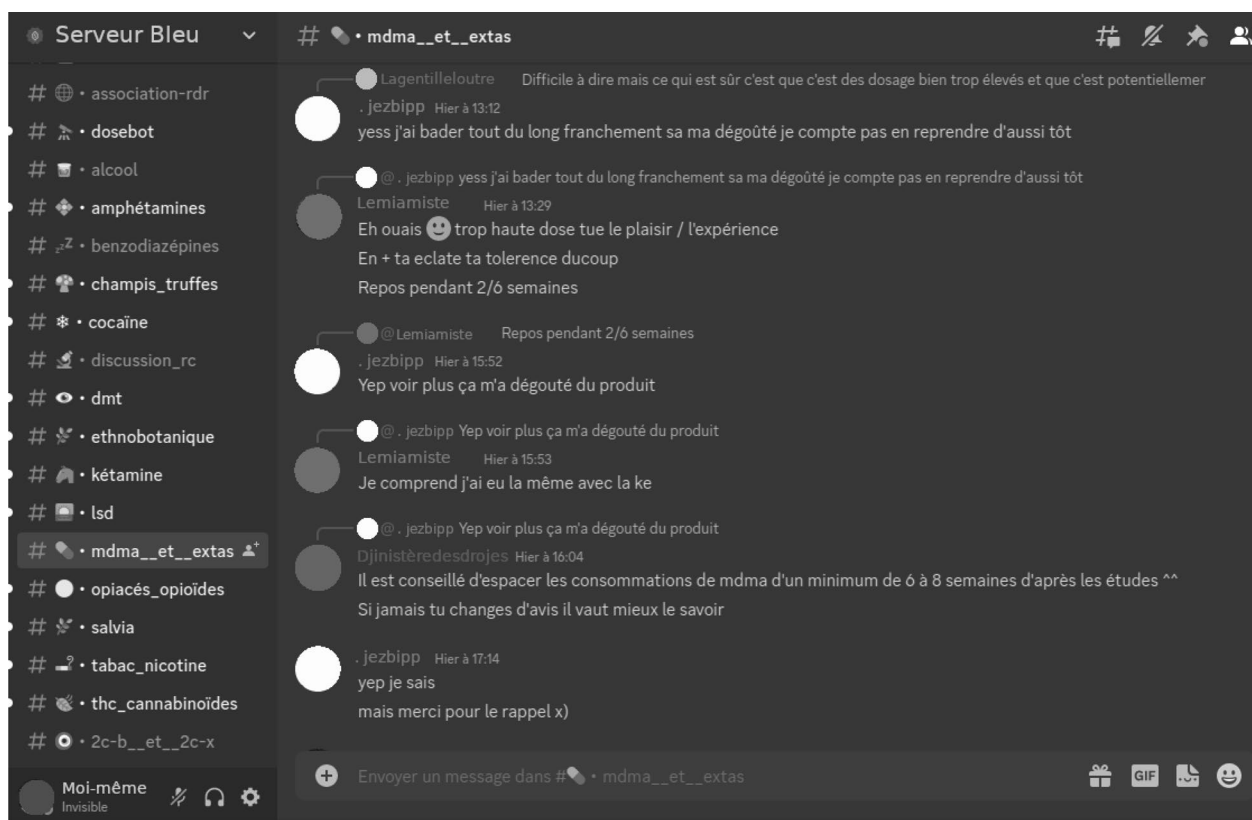 Serveur Bleu
# • association-rdr
# • dosebot
# • alcool
# • amphétamines
# • benzodiazépines
# • champis_truffes
# • cocaïne
# • discussion_rc
# • dmt
# • ethnobotanique
# • kétamine
# • lsd
# • mdma__et__extas
# • opiacés_opioïdes
# • salvia
# • tabac_nicotine
# • thc_cannabinoïdes
# • 2c-b__et__2c-x
Moi-même
Invisible
# • mdma__et__extas
Lagentilleloutre Difficile à dire mais ce qui est sûr c'est que c'est des dosage bien trop élevés et que c'est potentiellemer
. jezbipp Hier à 13:12
yess j'ai bader tout du long franchement sa ma dégoûté je compte pas en reprendre d'aussi tôt
@ . jezbipp yess j'ai bader tout du long franchement sa ma dégoûté je compte pas en reprendre d'aussi tôt
Lemiamiste Hier à 13:29
Eh ouais 🙂 trop haute dose tue le plaisir / l'expérience
En + ta eclate ta tolerence ducoup
Repos pendant 2/6 semaines
@Lemiamiste Repos pendant 2/6 semaines
. jezbipp Hier à 15:52
Yep voir plus ça m'a dégouté du produit
@ . jezbipp Yep voir plus ça m'a dégouté du produit
Lemiamiste Hier à 15:53
Je comprend j'ai eu la même avec la ke
@ . jezbipp Yep voir plus ça m'a dégouté du produit
Djinistèredesdrojes Hier à 16:04
Il est conseillé d'espacer les consommations de mdma d'un minimum de 6 à 8 semaines d'après les études ^^
Si jamais tu changes d'avis il vaut mieux le savoir
. jezbipp Hier à 17:14
yep je sais
mais merci pour le rappel x)
Envoyer un message dans # • mdma__et__extas
GIF